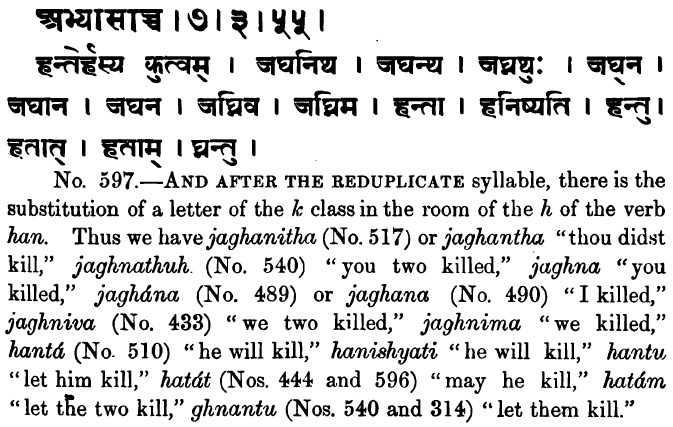 अभ्यासाच्च । ७ । ३ । ५५ ।
हन्तेर्हस्य कुत्वम् । जघनिथ । जघन्थ । जघ्नथुः । जघ्न ।
जघान । जघन । जघ्निव । जघ्निम । हन्ता । हनिष्यति । हन्तु ।
हतात् । हताम् । घ्नन्तु ।
No. 597.—AND AFTER THE REDUPLICATE syllable, there is the
substitution of a letter of the k class in the room of the h of the verb
han. Thus we have jaghanitha (No. 517) or jaghantha “thou didst
kill,” jaghnathuh (No. 540) “you two killed,” jaghna “you
killed,” jaghána (No. 489) or jaghana (No. 490) “I killed,”
jaghniva (No. 433) “we two killed,” jaghnima “we killed,”
hantá (No. 510) “he will kill,” hanishyati “he will kill,” hantu
“let him kill,” hatát (Nos. 444 and 596) “may he kill,” hatám
“let the two kill,” ghnantu (Nos. 540 and 314) “let them kill.”